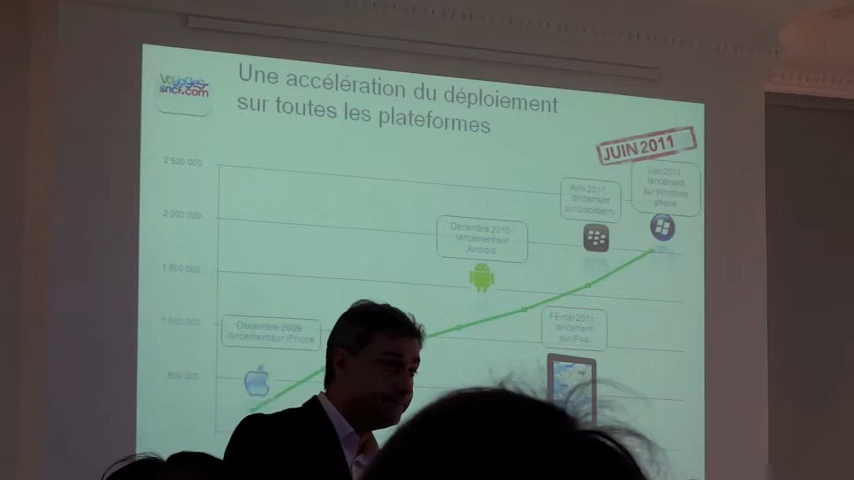 Voyages-
sncf.com
Une accélération du déploiement
sur toutes les plateformes
JUIN 2011
2 500 000
2 000 000
1 500 000
1 000 000
500 000
Juin 2011
lancement
sur Windows
phone
Avril 2011
lancement
sur blackberry
Décembre 2010
lancement sur
Android
Février 2011
lancement
sur iPad
Décembre 2009
lancement sur iPhone